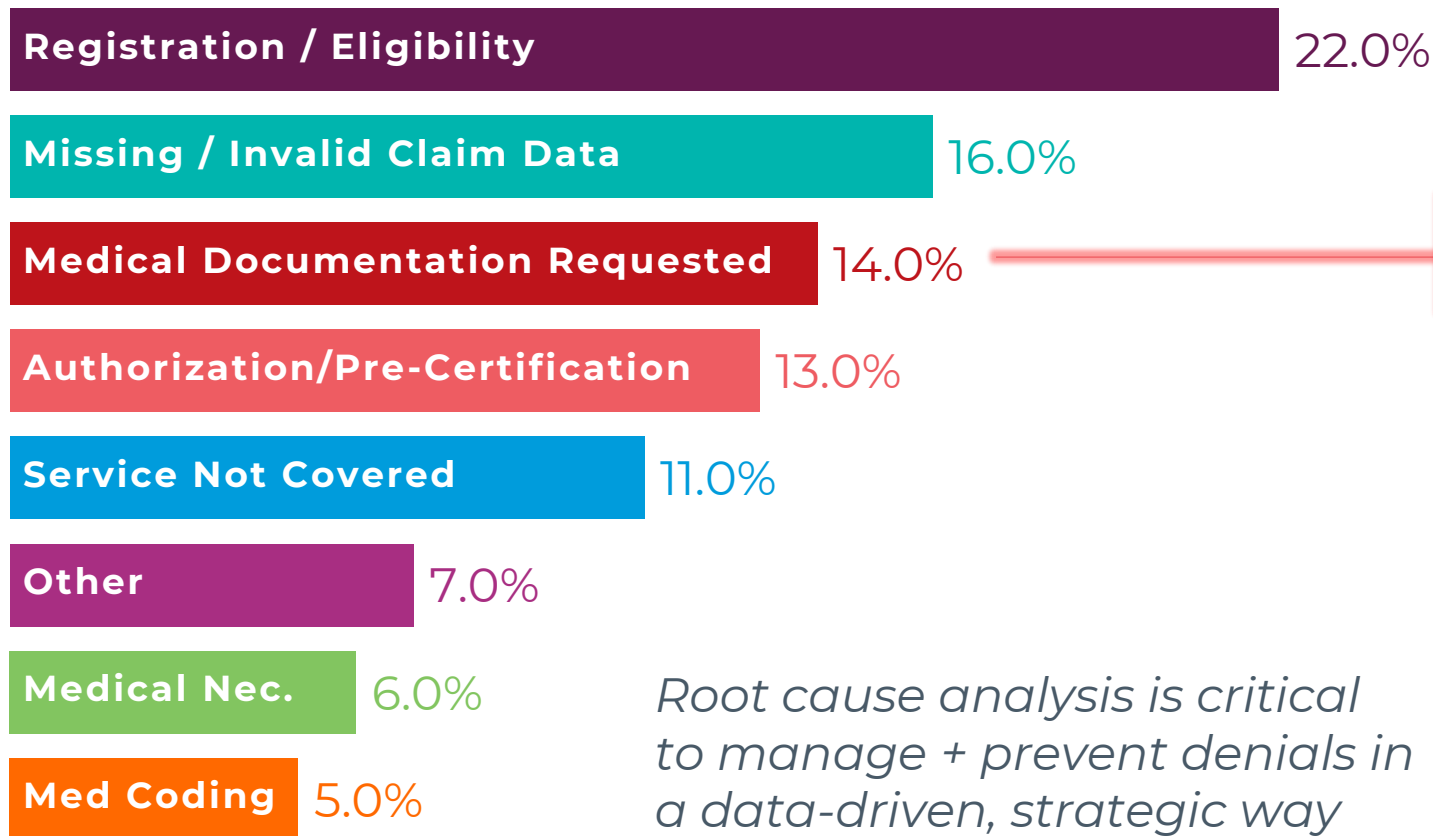 Registration / Eligibility 22.0%
Missing / Invalid Claim Data 16.0%
Medical Documentation Requested 14.0%
Authorization/Pre-Certification 13.0%
Service Not Covered 11.0%
Other 7.0%
Medical Nec. 6.0%
Med Coding 5.0%
Root cause analysis is critical
to manage + prevent denials in
a data-driven, strategic way